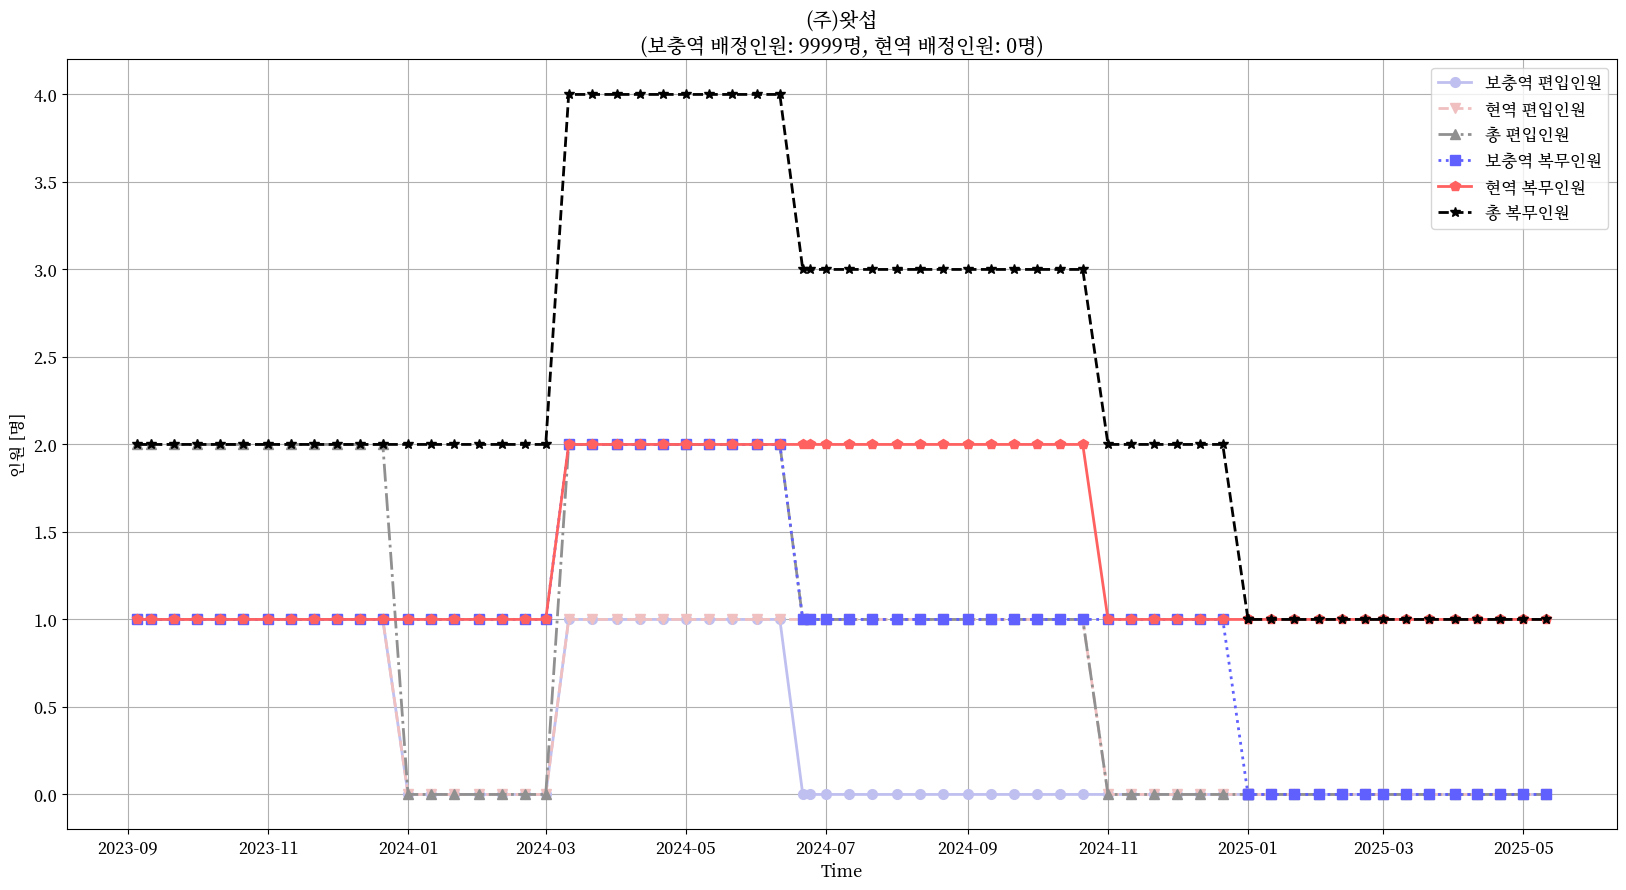 (주)왓섭
(보충역 배정인원: 9999명, 현역 배정인원: 0명)
보충역 편입인원
현역 편입인원
총 편입인원
보충역 복무인원
현역 복무인원
총 복무인원
인원 [명]
4.0
3.5
3.0
2.5
2.0
1.5
1.0
0.5
0.0
2023-09 2023-11 2024-01 2024-03 2024-05 2024-07 2024-09 2024-11 2025-01 2025-03 2025-05
Time